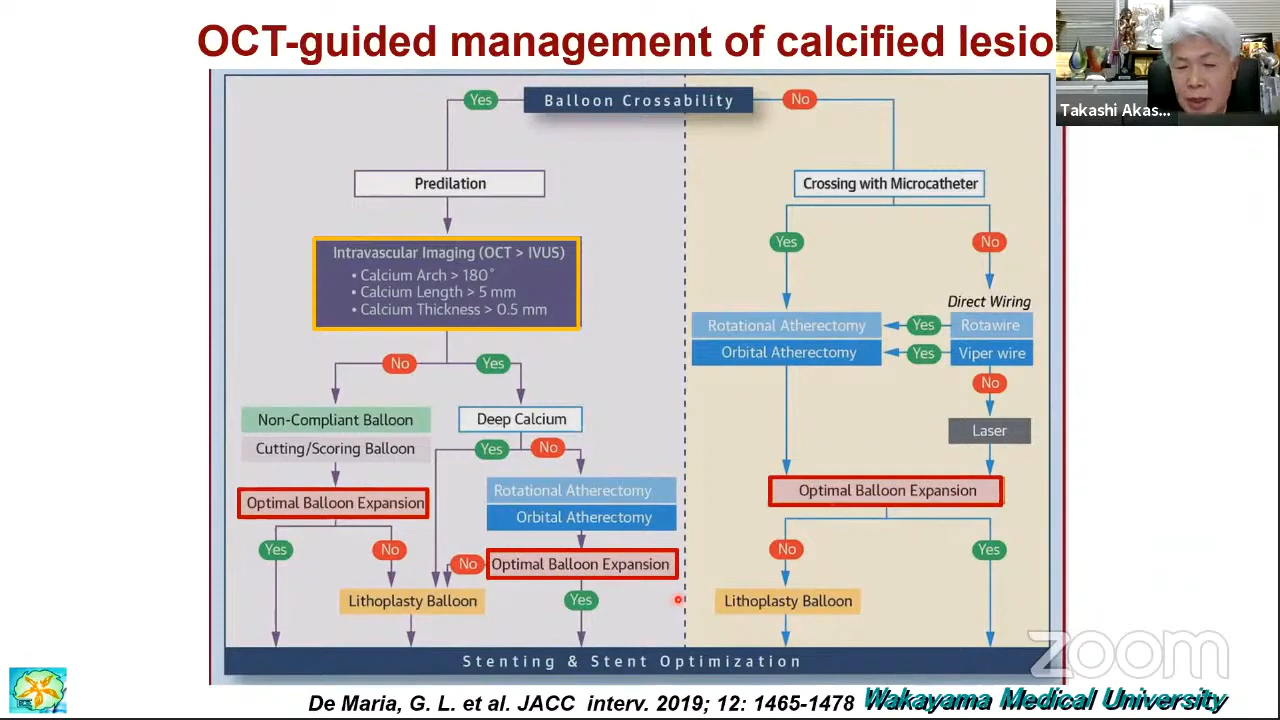 OCT-guided management of calcified lesio
Takashi Akas...
Yes
Balloon Crossability
No
Predilation
Crossing with Microcatheter
Intravascular Imaging (OCT > IVUS)
• Calcium Arch > 180°
• Calcium Length > 5 mm
• Calcium Thickness > 0.5 mm
Yes
No
Direct Wiring
Rotational Atherectomy
Yes
Rotawire
Orbital Atherectomy
Yes
Viper wire
No
Yes
No
Non-Compliant Balloon
Deep Calcium
Laser
Cutting/Scoring Balloon
Yes
No
Optimal Balloon Expansion
Rotational Atherectomy
Orbital Atherectomy
Optimal Balloon Expansion
Yes
No
No
Optimal Balloon Expansion
No
Yes
Lithoplasty Balloon
Yes
Lithoplasty Balloon
Stenting & Stent Optimization
zoom
De Maria, G. L. et al. JACC interv. 2019; 12: 1465-1478
Wakayama Medical University